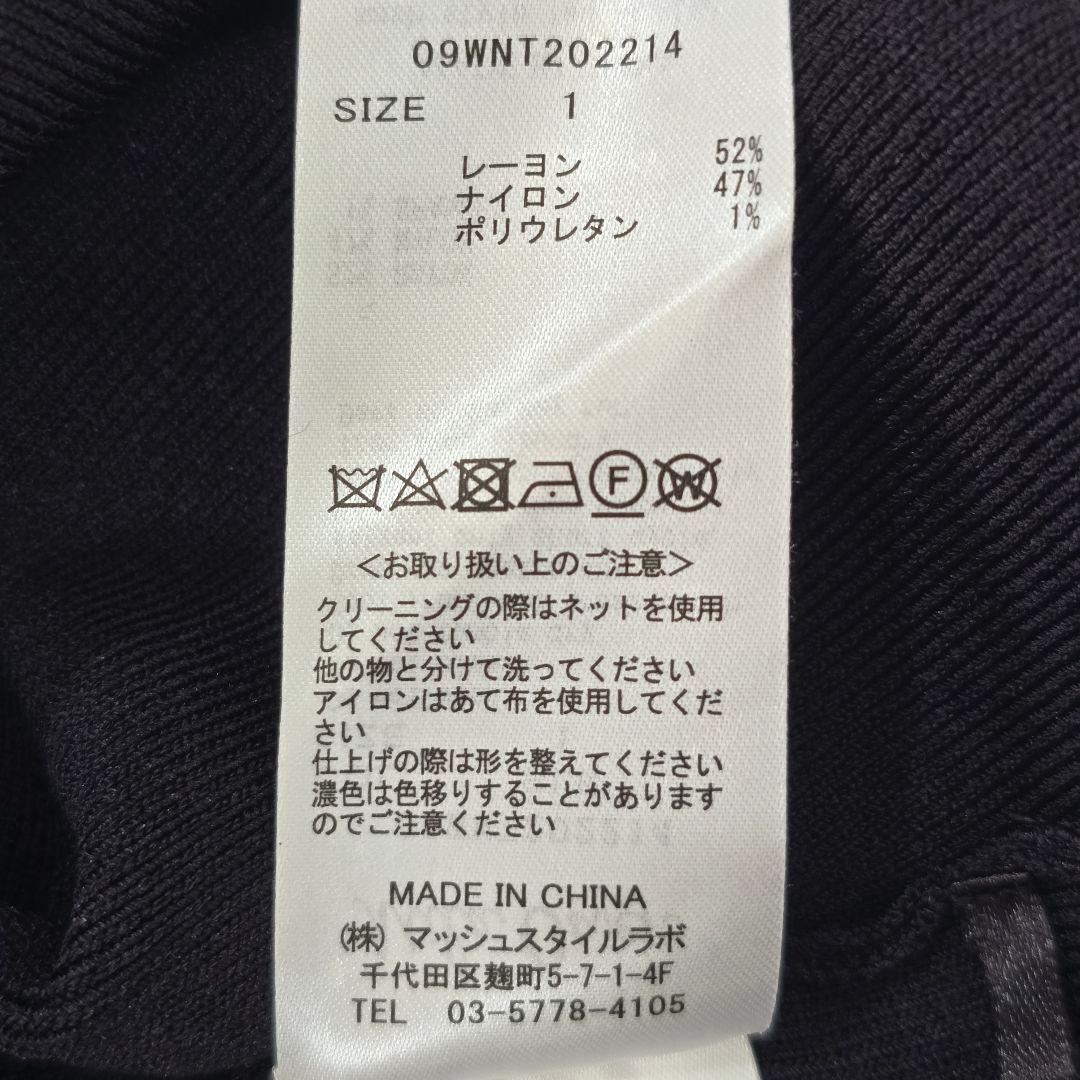 09WNT202214
SIZE 1
レーヨン 52%
ナイロン 47%
ポリウレタン 1%
F
W
＜お取り扱い上のご注意＞
クリーニングの際はネットを使用
してください
他の物と分けて洗ってください
アイロンはあて布を使用してくだ
さい
仕上げの際は形を整えてください
濃色は色移りすることがあります
のでご注意ください
MADE IN CHINA
(株) マッシュスタイルラボ
千代田区麹町5-7-1-4F
TEL 03-5778-4105